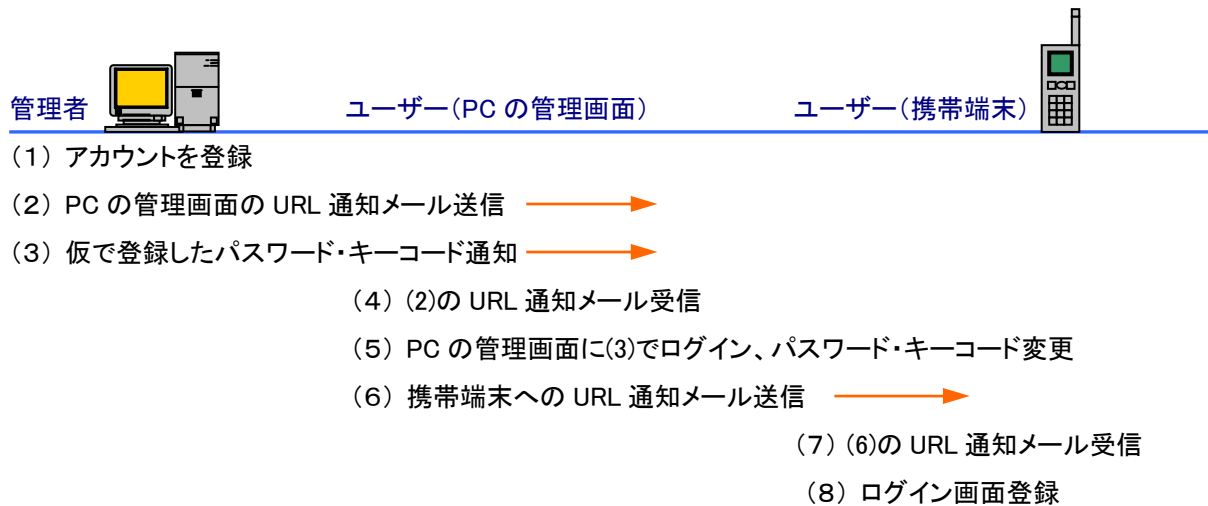 管理者 ユーザー(PC の管理画面) ユーザー(携帯端末)
(1) アカウントを登録
(2) PC の管理画面の URL 通知メール送信
(3) 仮で登録したパスワード・キーコード通知
(4) (2)の URL 通知メール受信
(5) PC の管理画面に(3)でログイン、パスワード・キーコード変更
(6) 携帯端末への URL 通知メール送信
(7) (6)の URL 通知メール受信
(8) ログイン画面登録